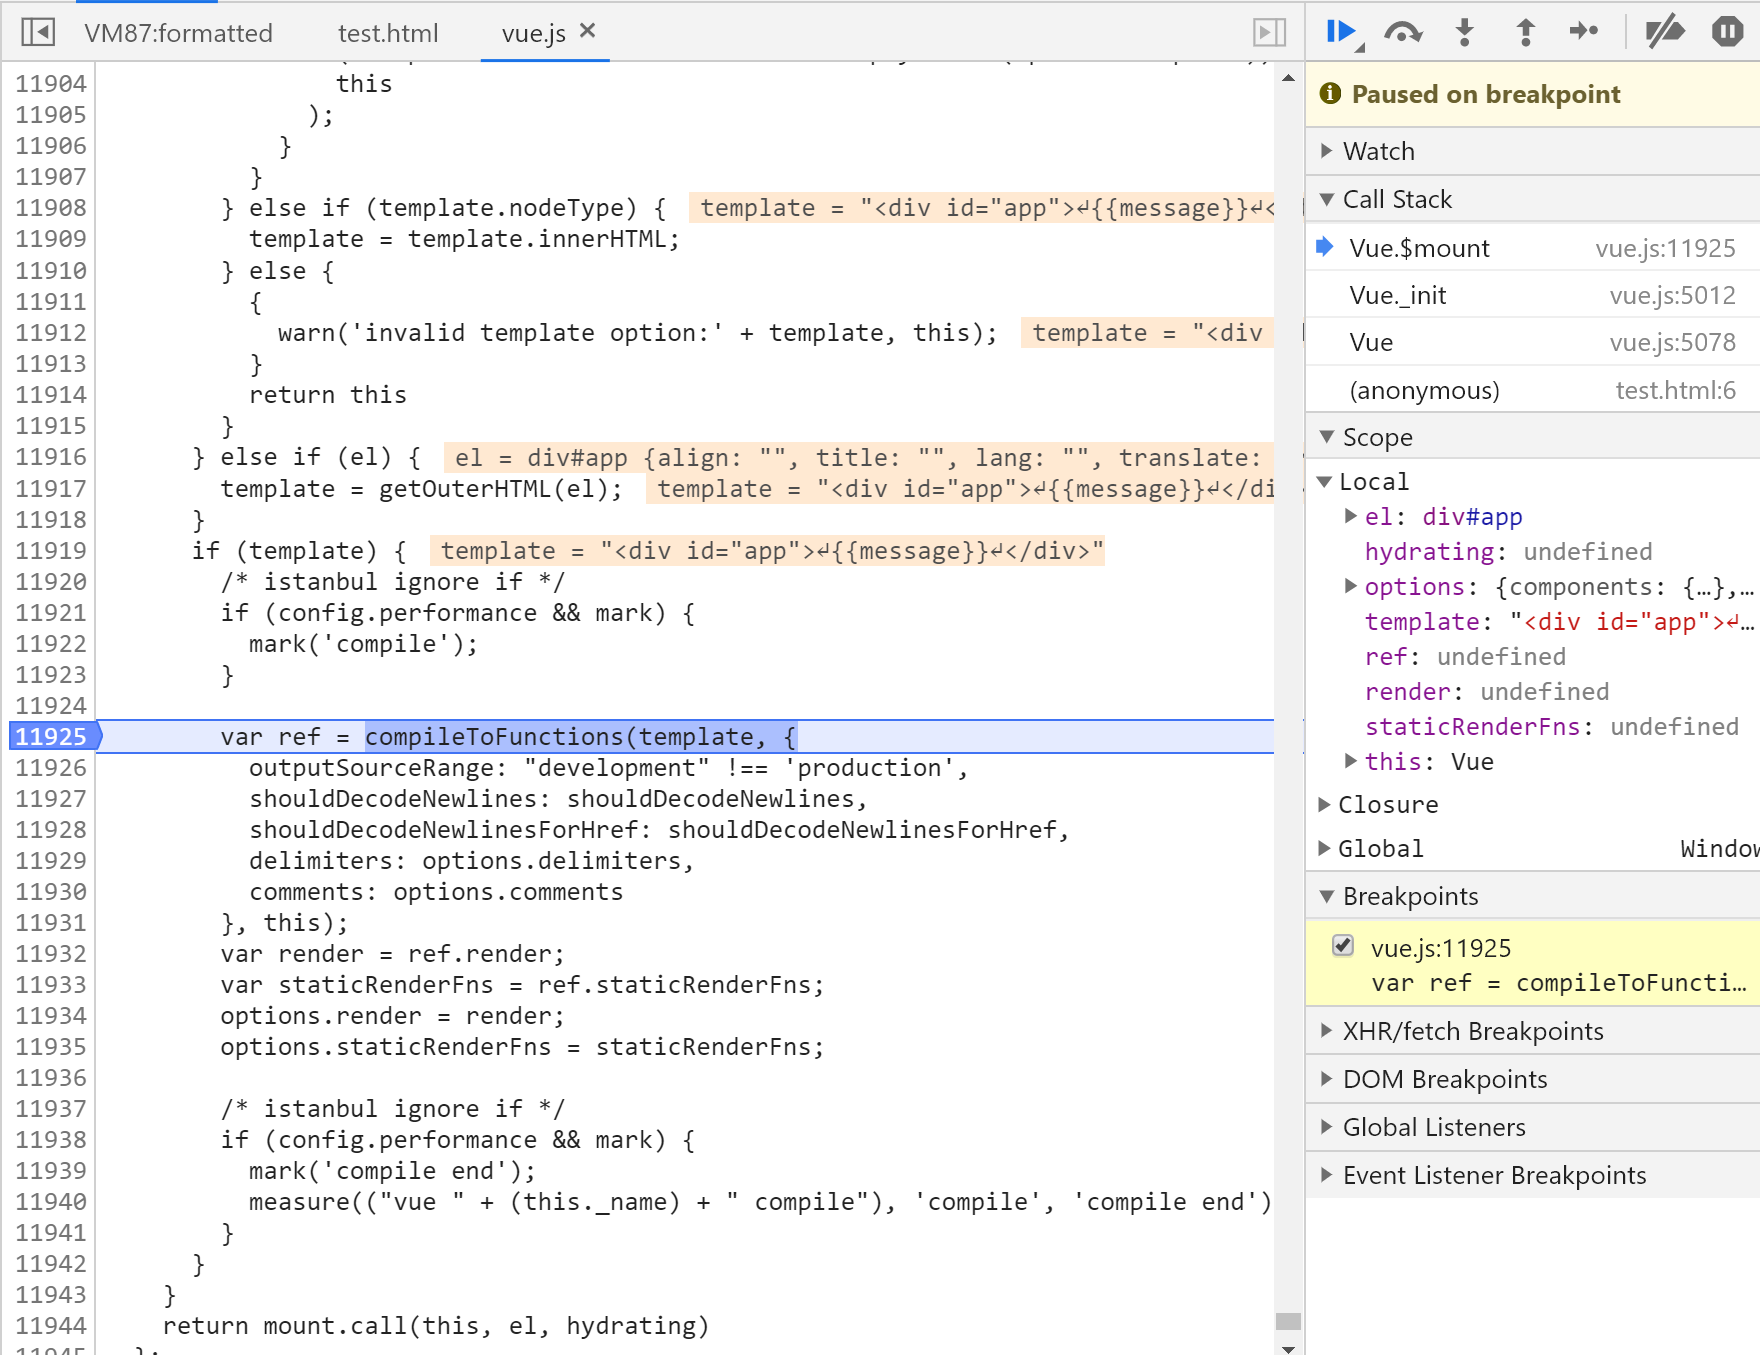 VM87:formatted test.html vue.js ×
11904 this
11905 );
11906 }
11907 }
11908 } else if (template.nodeType) { template = "<div id="app">↵{{message}}↵<
11909 template = template.innerHTML;
11910 } else {
11911 {
11912 warn('invalid template option:' + template, this); template = "<div
11913 }
11914 return this
11915 }
11916 } else if (el) { el = div#app {align: "", title: "", lang: "", translate:
11917 template = getOuterHTML(el); template = "<div id="app">↵{{message}}↵</di
11918 }
11919 if (template) { template = "<div id="app">↵{{message}}↵</div>"
11920 /* istanbul ignore if */
11921 if (config.performance && mark) {
11922 mark('compile');
11923 }
11924
11925 var ref = compileToFunctions(template, {
11926 outputSourceRange: "development" !== 'production',
11927 shouldDecodeNewlines: shouldDecodeNewlines,
11928 shouldDecodeNewlinesForHref: shouldDecodeNewlinesForHref,
11929 delimiters: options.delimiters,
11930 comments: options.comments
11931 }, this);
11932 var render = ref.render;
11933 var staticRenderFns = ref.staticRenderFns;
11934 options.render = render;
11935 options.staticRenderFns = staticRenderFns;
11936
11937 /* istanbul ignore if */
11938 if (config.performance && mark) {
11939 mark('compile end');
11940 measure(("vue " + (this._name) + " compile"), 'compile', 'compile end')
11941 }
11942 }
11943 }
11944 return mount.call(this, el, hydrating)
Paused on breakpoint
Watch
Call Stack
Vue.$mount vue.js:11925
Vue._init vue.js:5012
Vue vue.js:5078
(anonymous) test.html:6
Scope
Local
el: div#app
hydrating: undefined
options: {components: {…},…
template: "<div id="app">↵…
ref: undefined
render: undefined
staticRenderFns: undefined
this: Vue
Closure
Global Window
Breakpoints
vue.js:11925
var ref = compileToFuncti…
XHR/fetch Breakpoints
DOM Breakpoints
Global Listeners
Event Listener Breakpoints